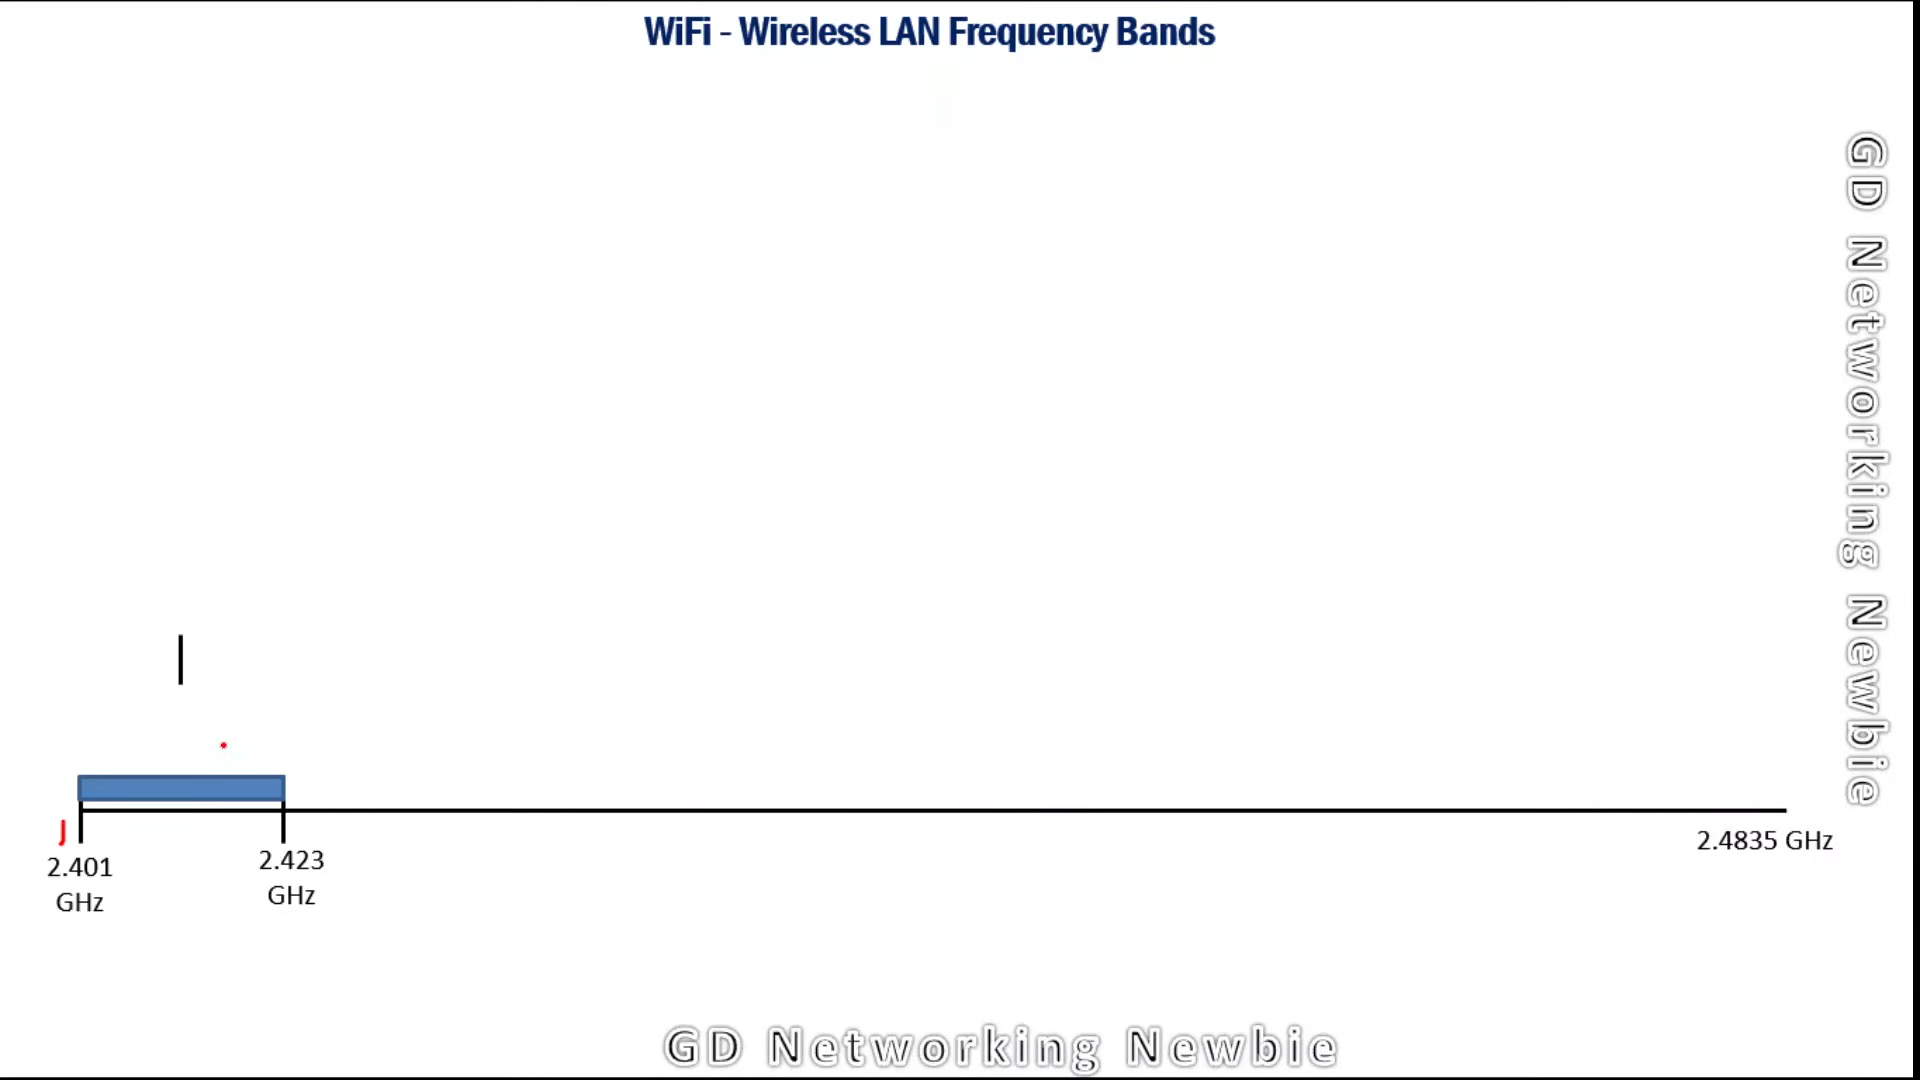 WiFi - Wireless LAN Frequency Bands
GD Networking Newbie
2.401
GHz
2.423
GHz
2.4835 GHz
GD Networking Newbie